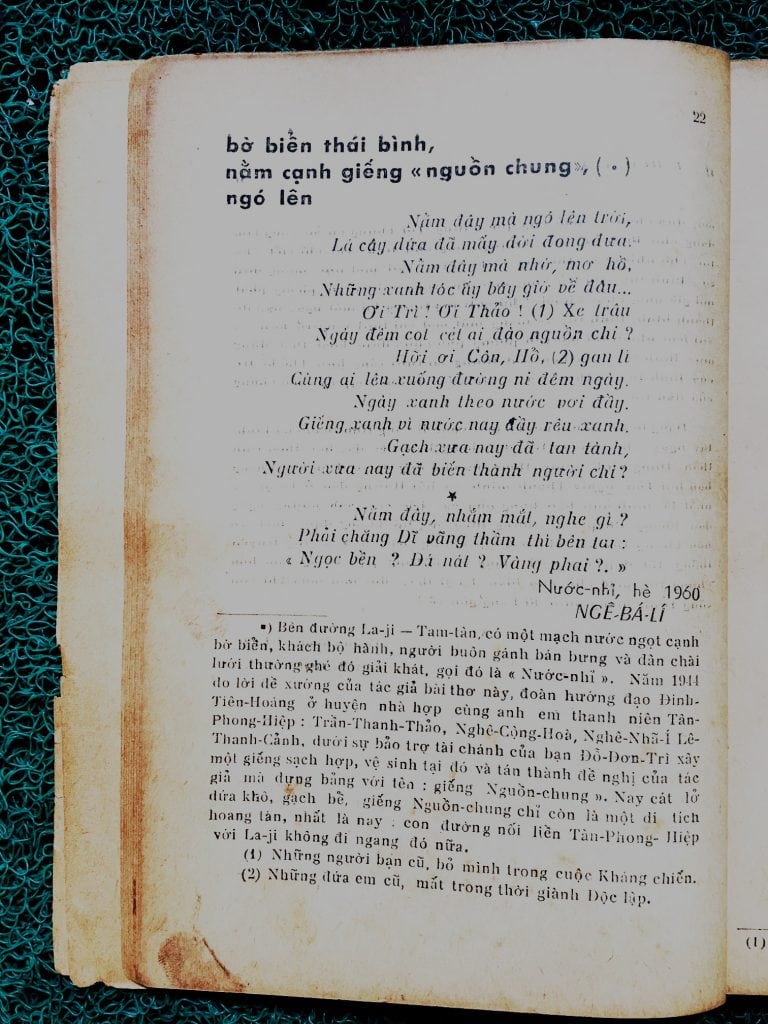 22
bờ biển thái bình,
nằm cạnh giếng «nguồn chung», ( • )
ngó lên
Nằm đây mà ngó lên trời,
Lá cây dừa đã mấy đời đong đưa.
Nằm đây mà nhớ, mơ hồ,
Những xanh tóc ấy bây giờ về đâu...
Ơi Trì ! Ơi Thảo ! (1) Xe trâu
Ngày đêm cọt cẹt ai đào nguồn chi ?
Hỡi ơi, Côn, Hồ, (2) gan lì
Cùng ai lên xuống đường ni đêm ngày.
Ngày xanh theo nước vơi đầy.
Giếng xanh vì nước nay đầy rêu xanh.
Gạch xưa nay đã tan tành,
Người xưa nay đã biến thành người chi ?
★
Nằm đây, nhắm mắt, nghe gì ?
Phải chăng Dĩ vãng thầm thì bên tai :
« Ngọc bền ? Đá nát ? Vàng phai ?. »
Nước-nhỉ, hè 1960
NGÊ-BÁ-LÍ
▪) Bên đường La-ji — Tam-tân, có một mạch nước ngọt cạnh
bờ biển, khách bộ hành, người buôn gánh bán bưng và dân chài
lưới thường ghé đó giải khát, gọi đó là « Nước-nhỉ ». Năm 1944
do lời đề xướng của tác giả bài thơ này, đoàn hướng đạo Đinh-
Tiên-Hoàng ở huyện nhà hợp cùng anh em thanh niên Tân-
Phong-Hiệp : Trần-Thanh-Thảo, Nghê-Cộng-Hoà, Nghê-Nhã-Í Lê-
Thanh-Cảnh, dưới sự bảo trợ tài chánh của bạn Đỗ-Đơn-Trì xây
một giếng sạch hợp, vệ sinh tại đó và tán thành đề nghị của tác
giả mà dựng bảng với tên : giếng Nguồn-chung ». Nay cát lở
dừa khô, gạch bể, giếng Nguồn-chung chỉ còn là một di tích
hoang tàn, nhất là nay : con đường nối liền Tân-Phong- Hiệp
với La-ji không đi ngang đó nữa.
(1) Những người bạn cũ, bỏ mình trong cuộc Kháng chiến.
(2) Những đứa em cũ, mất trong thời giành Độc lập.
(1)